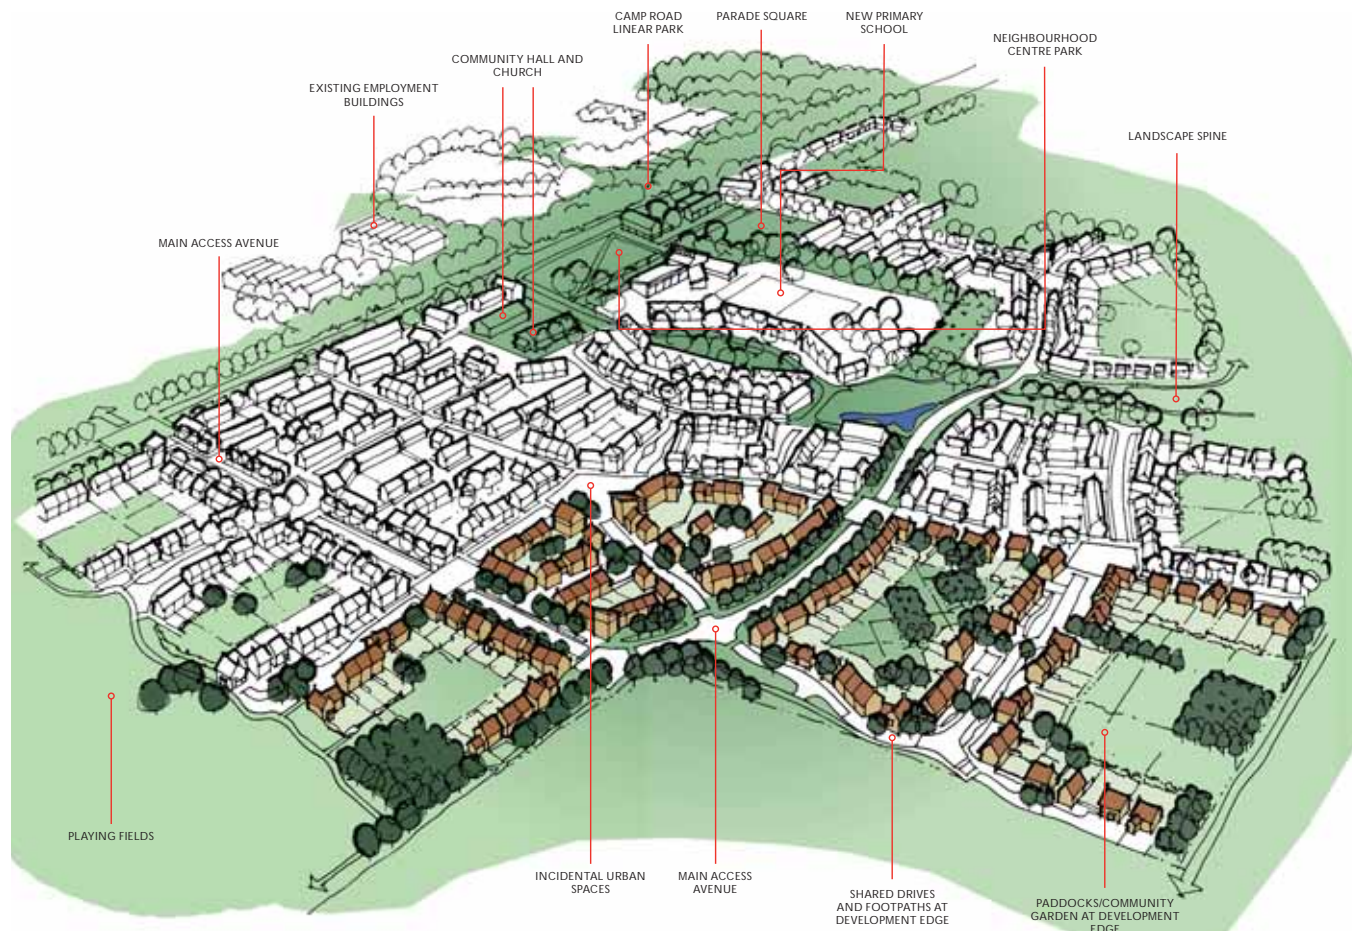 CAMP ROAD
LINEAR PARK
PARADE SQUARE
NEW PRIMARY
SCHOOL
NEIGHBOURHOOD
CENTRE PARK
COMMUNITY HALL AND
CHURCH
EXISTING EMPLOYMENT
BUILDINGS
LANDSCAPE SPINE
MAIN ACCESS AVENUE
PLAYING FIELDS
INCIDENTAL URBAN
SPACES
MAIN ACCESS
AVENUE
SHARED DRIVES
AND FOOTPATHS AT
DEVELOPMENT EDGE
PADDOCKS/COMMUNITY
GARDEN AT DEVELOPMENT
EDGE